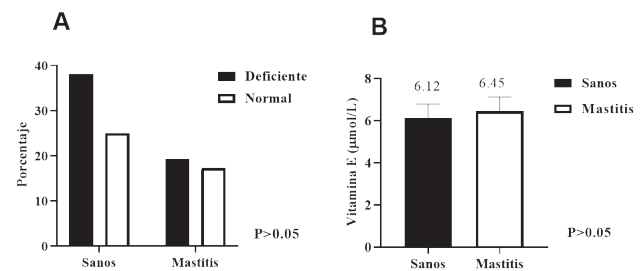 A
Porcentaje
40
30
20
10
0
Sanos
Mastitis
Deficiente
Normal
P>0.05
B
Vitamina E (μmol/L)
8
6
4
2
0
6.12
6.45
Sanos
Mastitis
Sanos
Mastitis
P>0.05